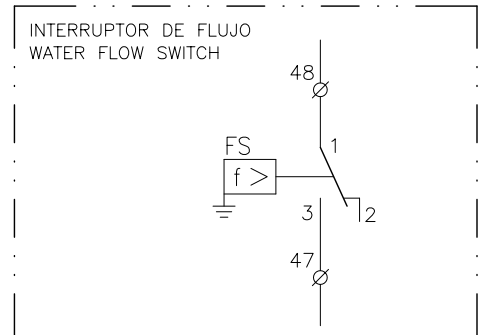 INTERRUPTOR DE FLUJO
WATER FLOW SWITCH
48
1
FS
f >
3
2
47